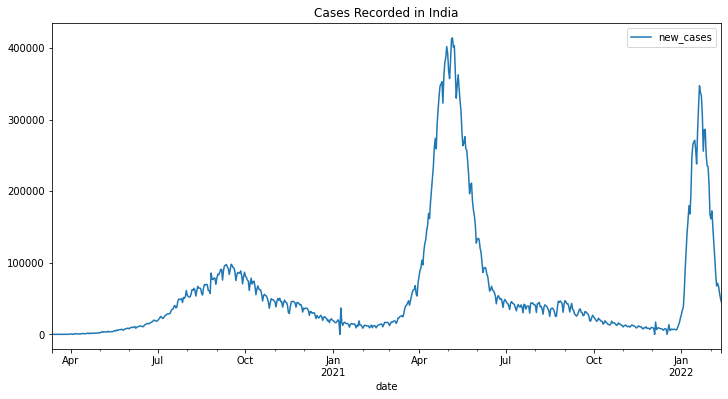 Cases Recorded in India
new_cases
400000
300000
200000
100000
0
Apr Jul Oct Jan Apr Jul Oct Jan
2021 2022
date